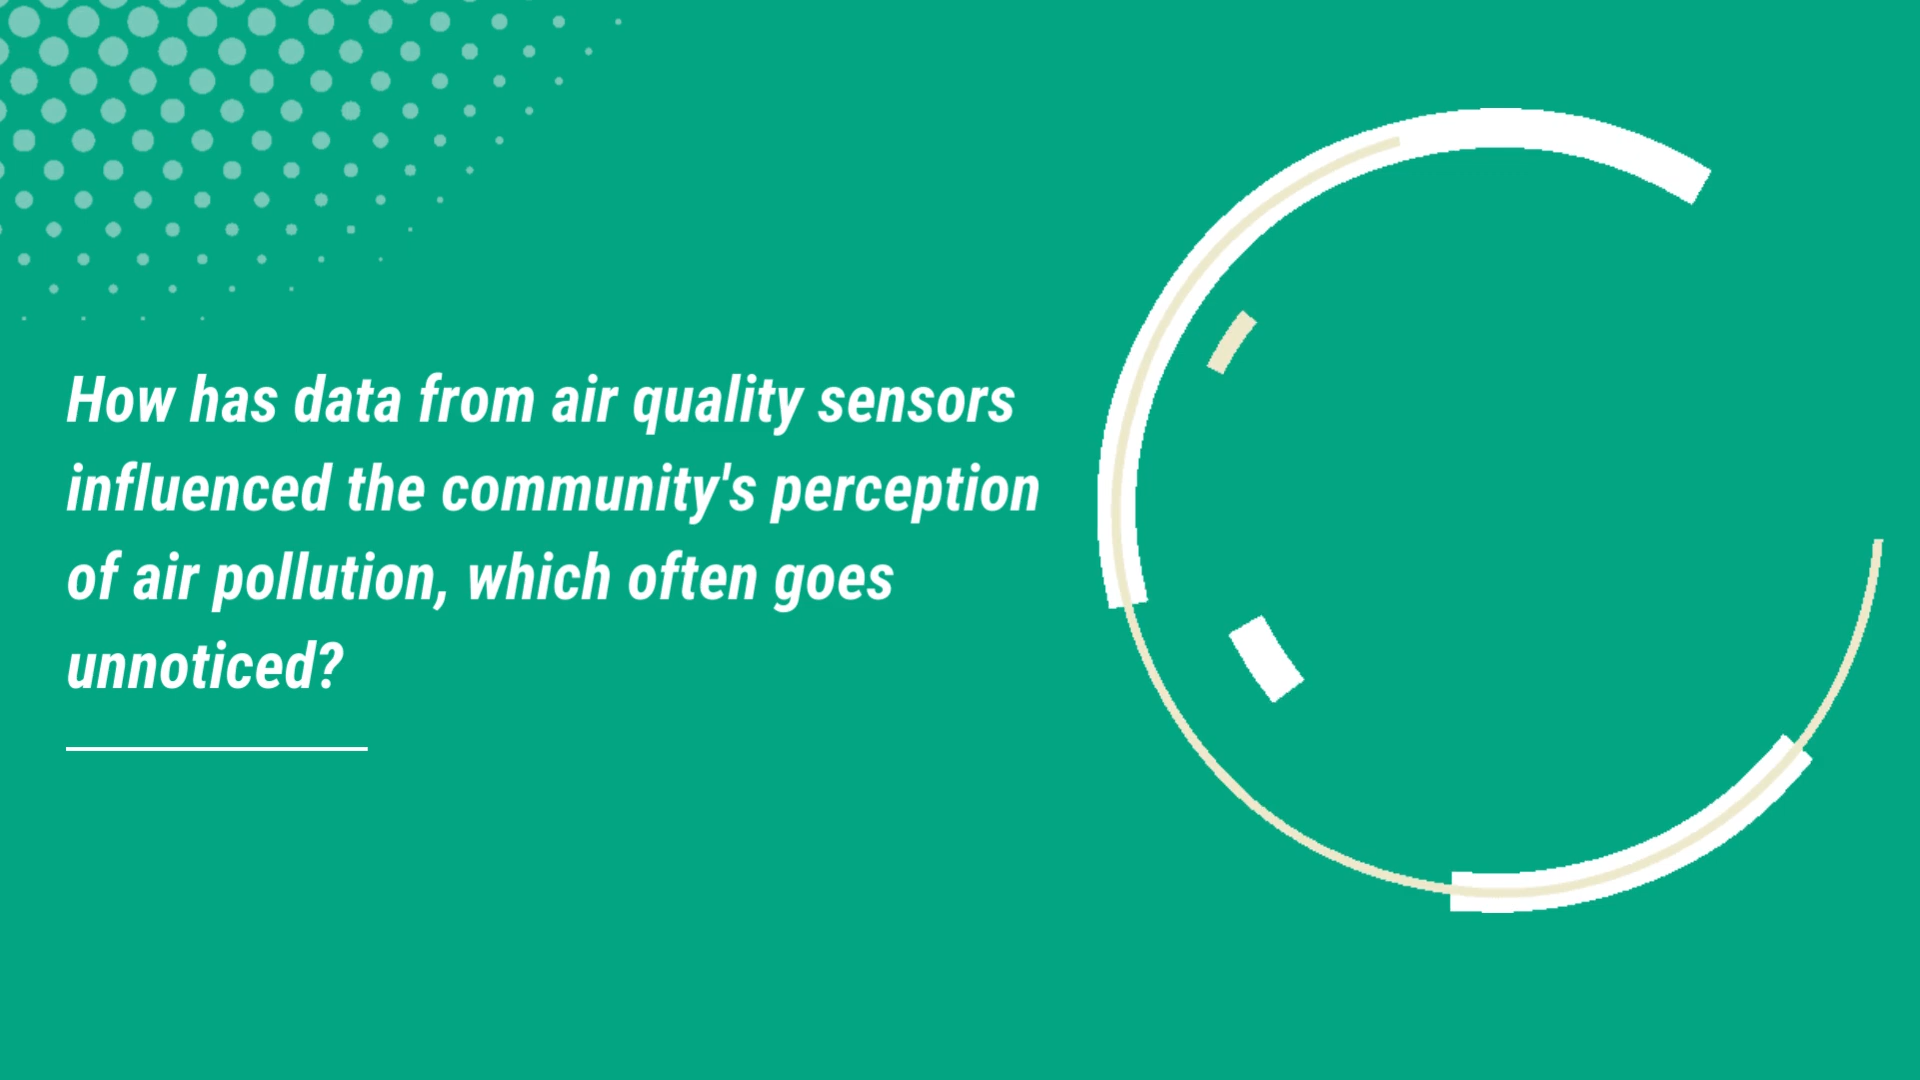 How has data from air quality sensors
influenced the community's perception
of air pollution, which often goes
unnoticed?